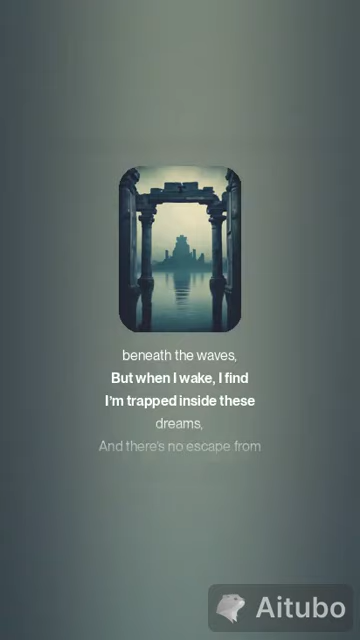 beneath the waves,
But when I wake, I find
I'm trapped inside these
dreams,
And there's no escape from
Aitubo